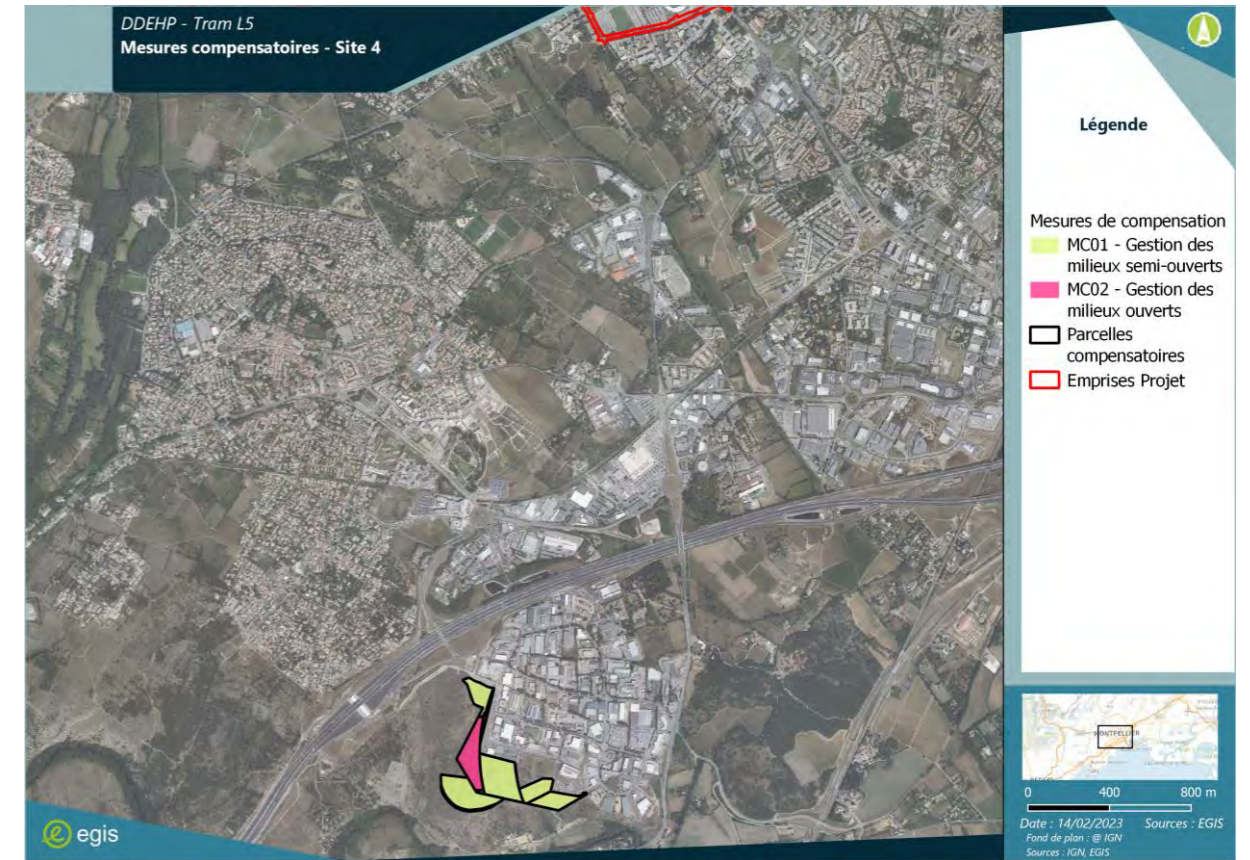 DDEHP - Tram L5
Mesures compensatoires - Site 4
Légende
Mesures de compensation
MC01 - Gestion des
milieux semi-ouverts
MC02 - Gestion des
milieux ouverts
Parcelles
compensatoires
Emprises Projet
MONTPELLIER
0 400 800 m
Date : 14/02/2023 Sources : EGIS
Fond de plan : @ IGN
Sources : IGN, EGIS
egis